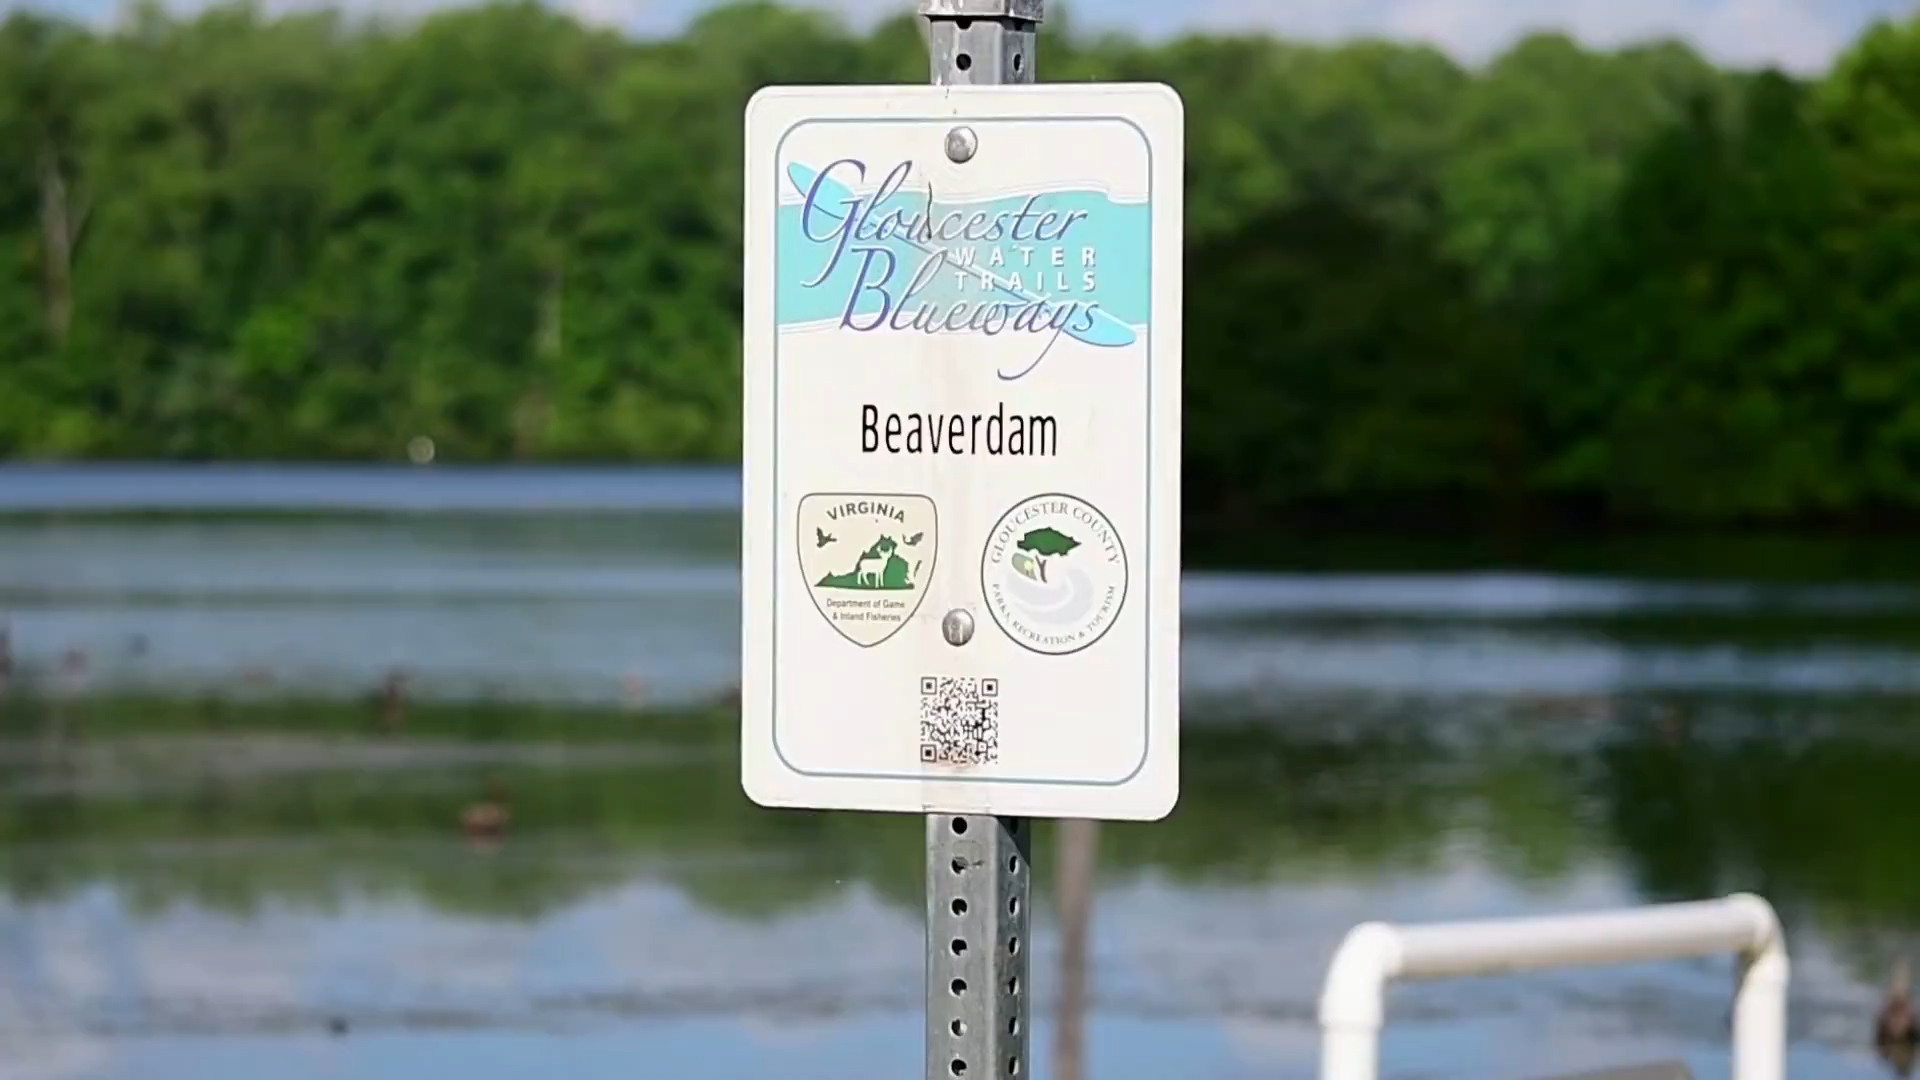 Gloucester
WATER
TRAILS
Blueways
Beaverdam
VIRGINIA
Department of Game
& Inland Fisheries
GLOUCESTER COUNTY
PARKS, RECREATION & TOURISM